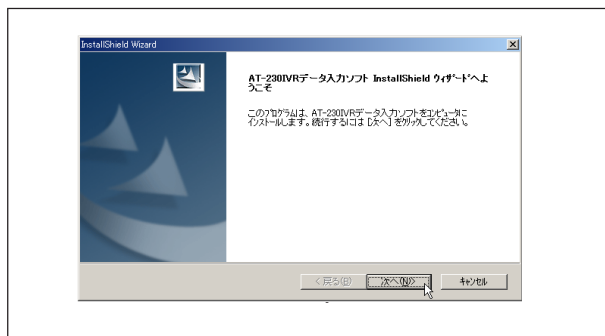 InstallShield Wizard
AT-230IVRデータ入力ソフト InstallShield ウィザードへよ
うこそ
このプログラムは、AT-230IVRデータ入力ソフトをコンピュータに
インストールします。続行するには [次へ] をクリックしてください。
< 戻る(B) 次へ(N)> キャンセル